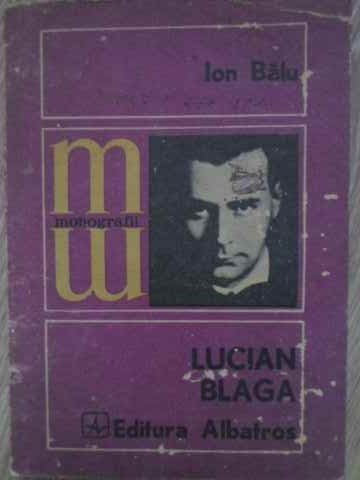 Ion Bălu
m
monografii
m
LUCIAN
BLAGA
Editura Albatros